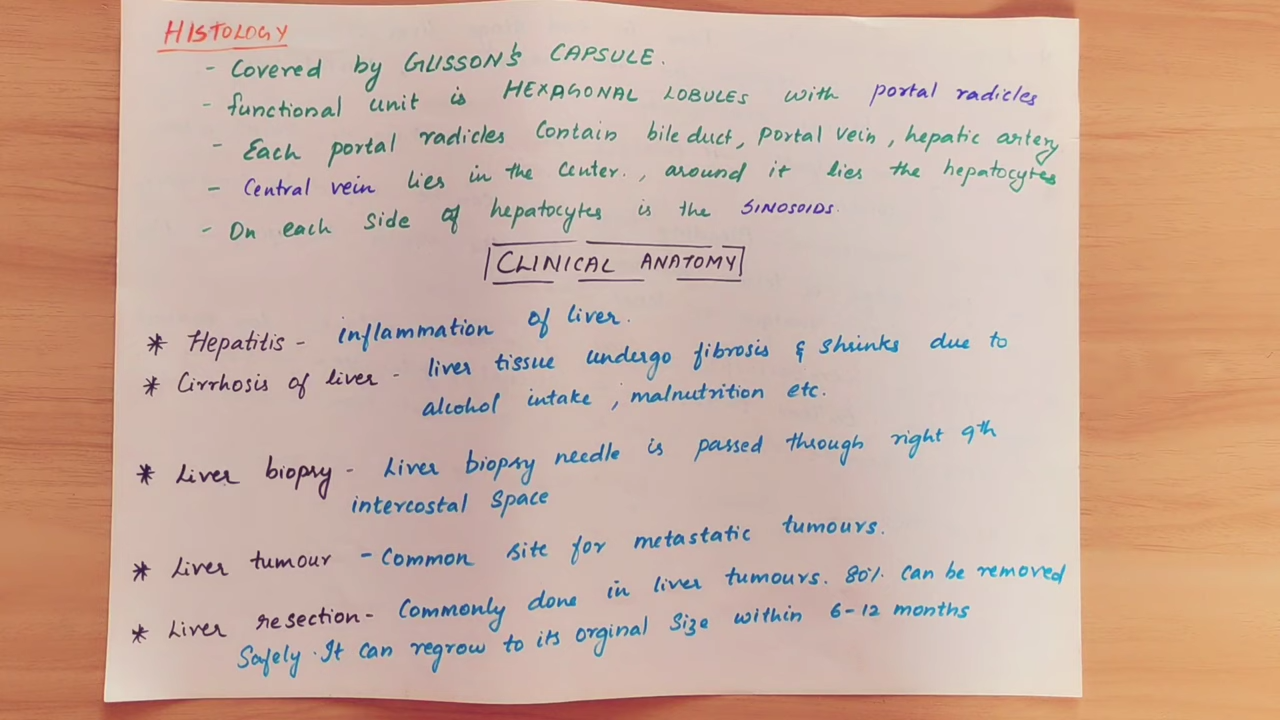 HISTOLOGY
- Covered by GLISSON's CAPSULE.
- functional unit is HEXAGONAL LOBULES with portal radicles
- Each portal radicles contain bile duct, portal vein, hepatic artery
- Central vein lies in the center., around it lies the hepatocytes
- On each side of hepatocytes is the SINOSOIDS.
CLINICAL ANATOMY
* Hepatitis - inflammation of liver.
* Cirrhosis of liver - liver tissue undergo fibrosis & shrinks due to
alcohol intake, malnutrition etc.
* Liver biopsy - Liver biopsy needle is passed through right 9th
intercostal space
* Liver tumour - Common site for metastatic tumours.
* Liver resection - Commonly done in liver tumours. 80% can be removed
Safely. It can regrow to its orginal size within 6-12 months